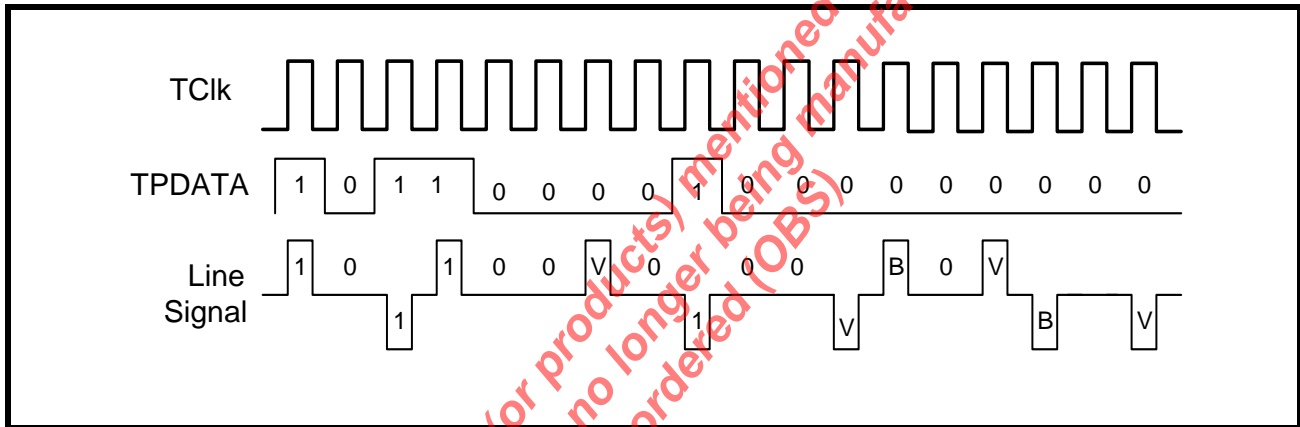 TClk
TPDATA
1 0 1 1 0 0 0 0 1 0 0 0 0 0 0 0 0 0
Line
Signal
1 0 1 0 0 V 0 0 0 B 0 V
1 1 V B V
(or products) mentioned
no longer being manufa
ordered (OBS)